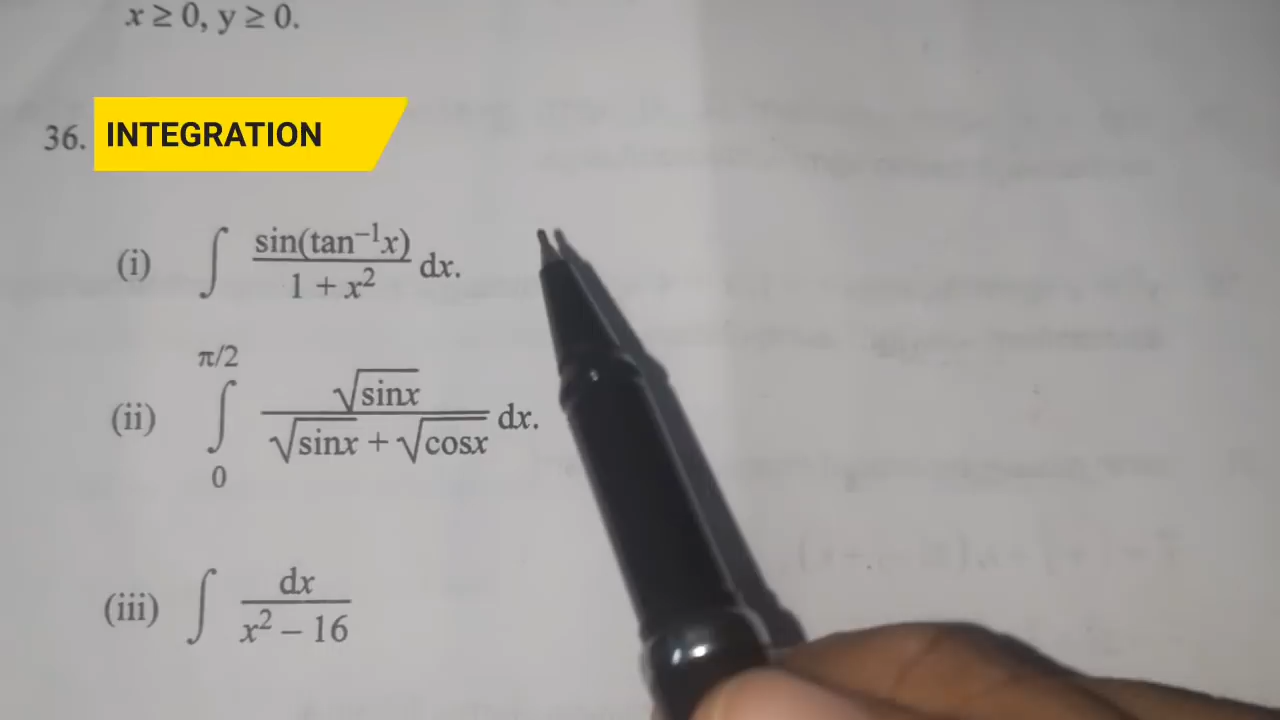 x ≥ 0, y ≥ 0.
36. INTEGRATION
(i) ∫ sin(tan⁻¹x) / 1 + x² dx.
(ii) ∫₀^π/2 √sinx / √sinx + √cosx dx.
(iii) ∫ dx / x² – 16